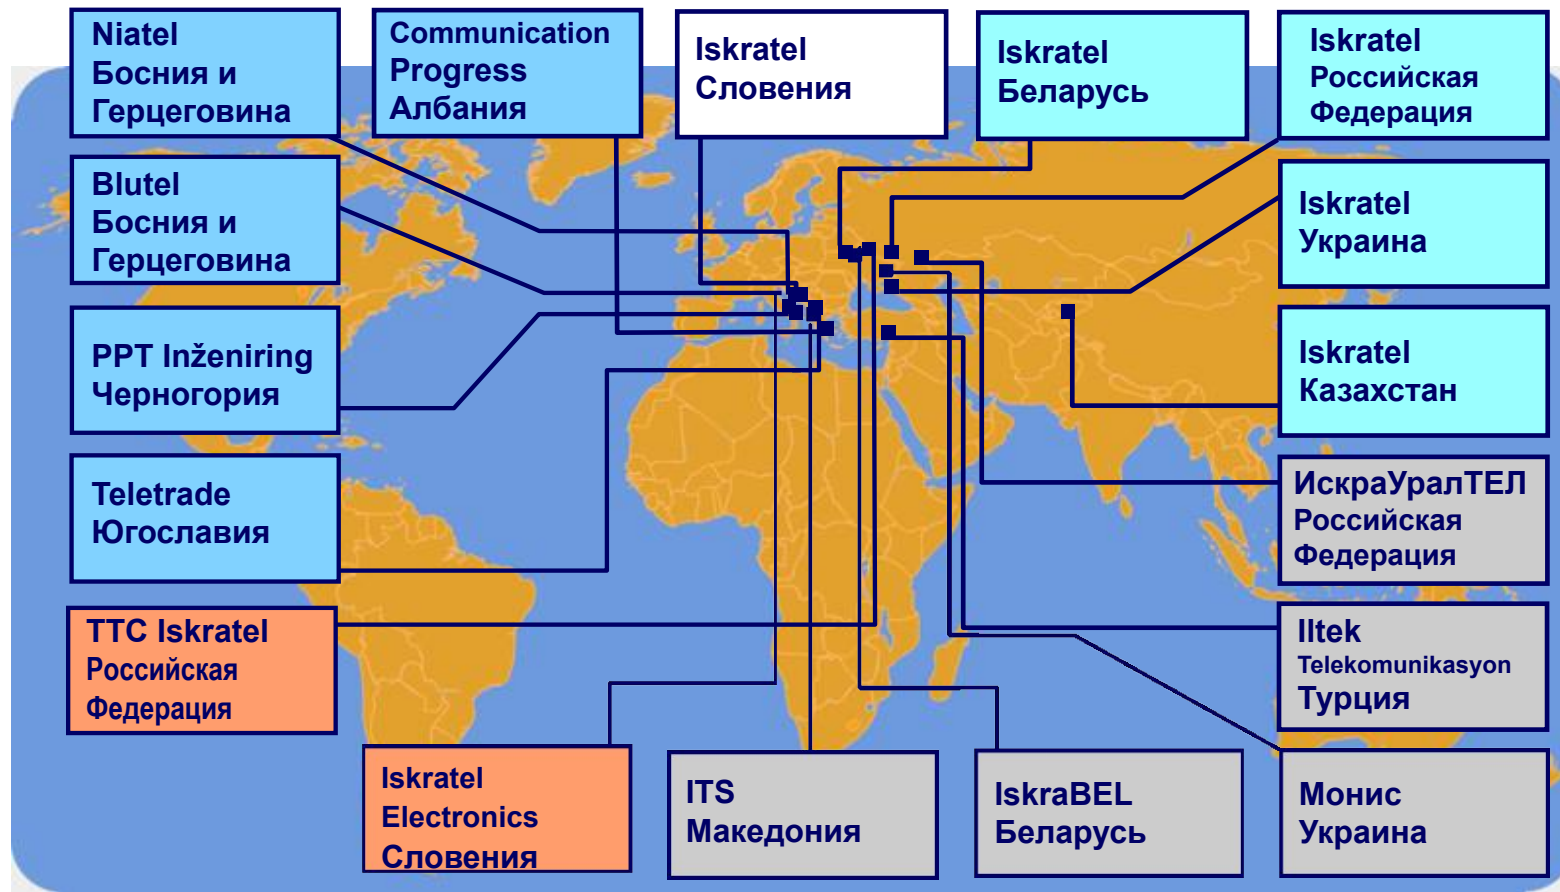 Niatel
Босния и
Герцеговина
Communication
Progress
Албания
Iskratel
Словения
Iskratel
Беларусь
Iskratel
Российская
Федерация
Blutel
Босния и
Герцеговина
Iskratel
Украина
PPT Inženiring
Черногория
Iskratel
Казахстан
Teletrade
Югославия
ИскраУралТЕЛ
Российская
Федерация
TTC Iskratel
Российская
Федерация
Iltek
Telekomunikasyon
Турция
Iskratel
Electronics
Словения
ITS
Македония
IskraBEL
Беларусь
Монис
Украина